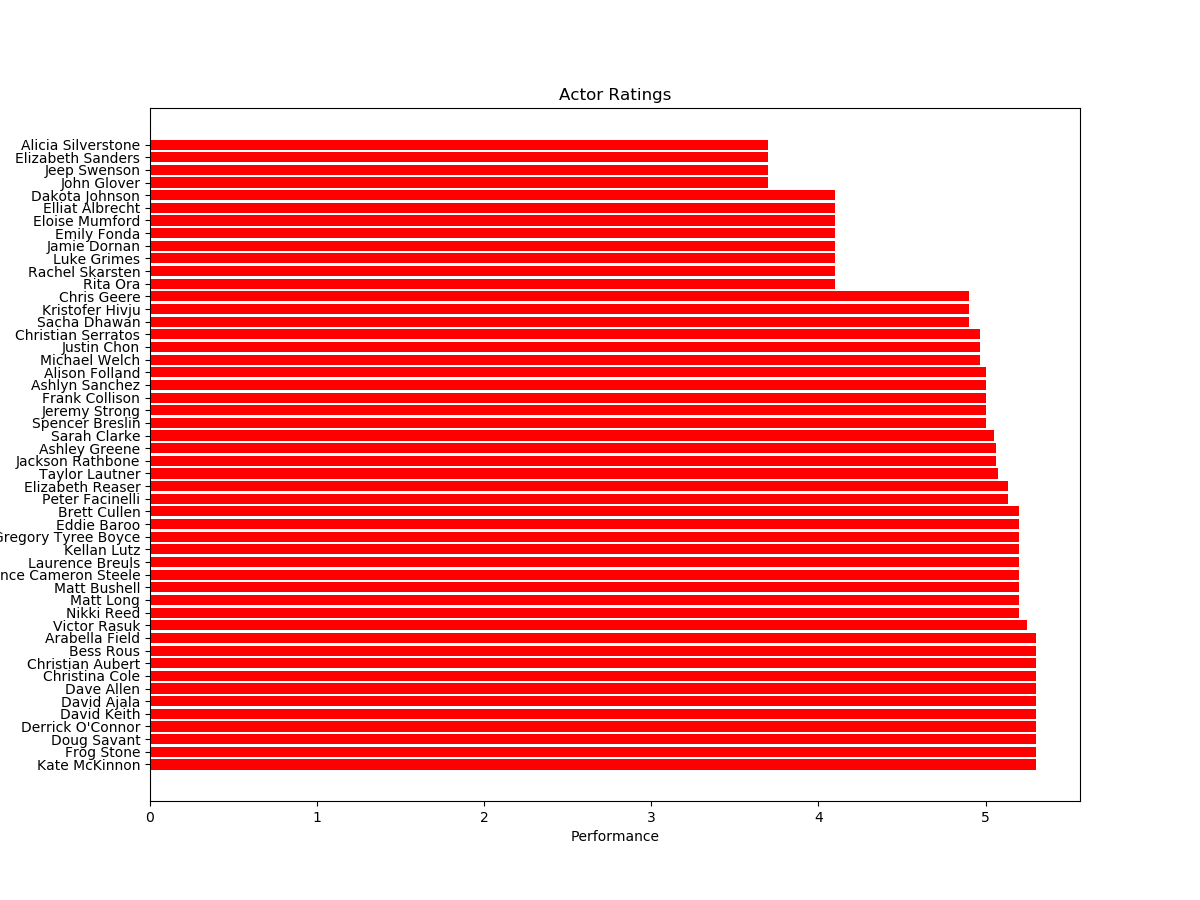 Actor Ratings
Alicia Silverstone
Elizabeth Sanders
Jeep Swenson
John Glover
Dakota Johnson
Elliat Albrecht
Eloise Mumford
Emily Fonda
Jamie Dornan
Luke Grimes
Rachel Skarsten
Rita Ora
Chris Geere
Kristofer Hivju
Sacha Dhawan
Christian Serratos
Justin Chon
Michael Welch
Alison Folland
Ashlyn Sanchez
Frank Collison
Jeremy Strong
Spencer Breslin
Sarah Clarke
Ashley Greene
Jackson Rathbone
Taylor Lautner
Elizabeth Reaser
Peter Facinelli
Brett Cullen
Eddie Baroo
Gregory Tyree Boyce
Kellan Lutz
Laurence Breuls
nce Cameron Steele
Matt Bushell
Matt Long
Nikki Reed
Victor Rasuk
Arabella Field
Bess Rous
Christian Aubert
Christina Cole
Dave Allen
David Ajala
David Keith
Derrick O'Connor
Doug Savant
Frog Stone
Kate McKinnon
0 1 2 3 4 5
Performance